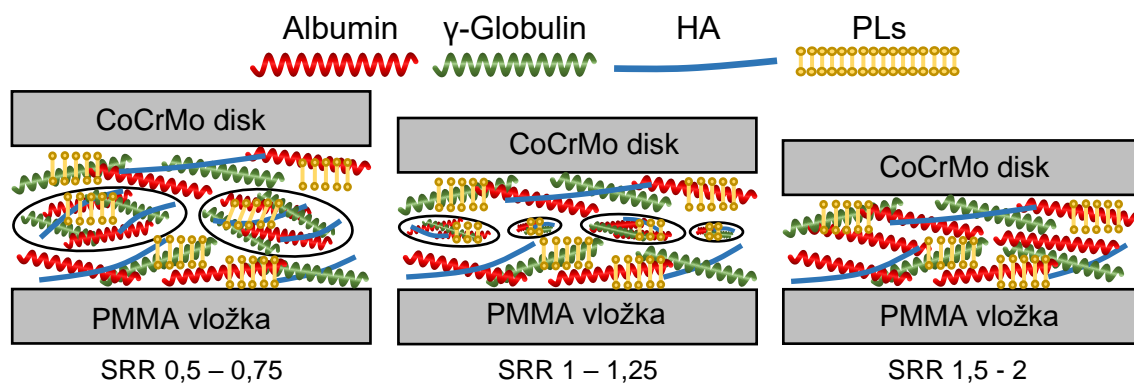 Albumin γ-Globulin HA PLs
CoCrMo disk
PMMA vložka
SRR 0,5 – 0,75
CoCrMo disk
PMMA vložka
SRR 1 – 1,25
CoCrMo disk
PMMA vložka
SRR 1,5 - 2